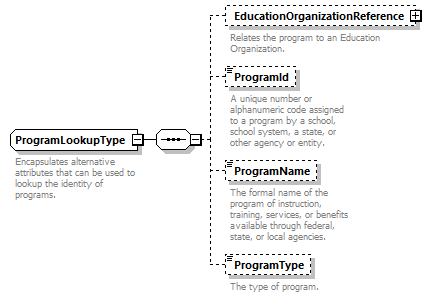 EducationOrganizationReference
Relates the program to an Education
Organization.
ProgramId
A unique number or
alphanumeric code assigned
to a program by a school,
school system, a state, or
other agency or entity.
ProgramLookupType
Encapsulates alternative
attributes that can be used to
lookup the identity of
programs.
ProgramName
The formal name of the
program of instruction,
training, services, or benefits
available through federal,
state, or local agencies.
ProgramType
The type of program.